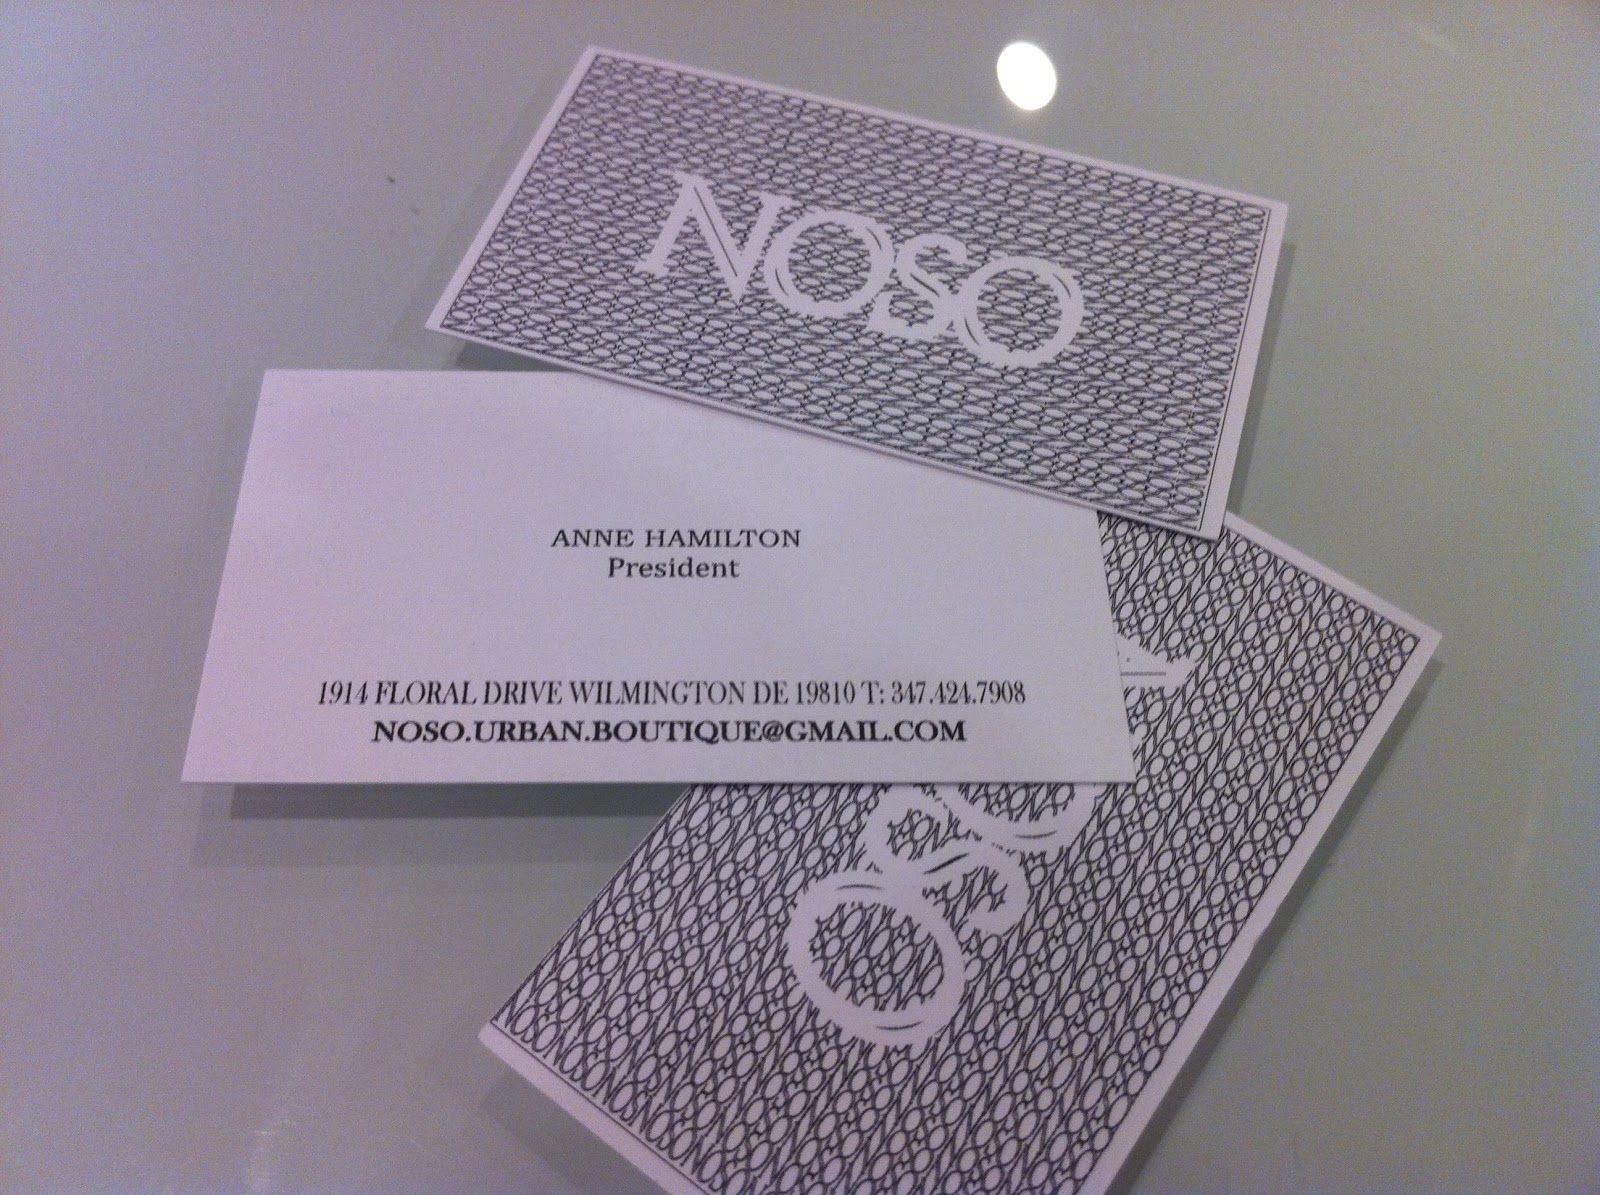 NOSO
ANNE HAMILTON
President
1914 FLORAL DRIVE WILMINGTON DE 19810 T: 347.424.7908
NOSO.URBAN.BOUTIQUE@GMAIL.COM